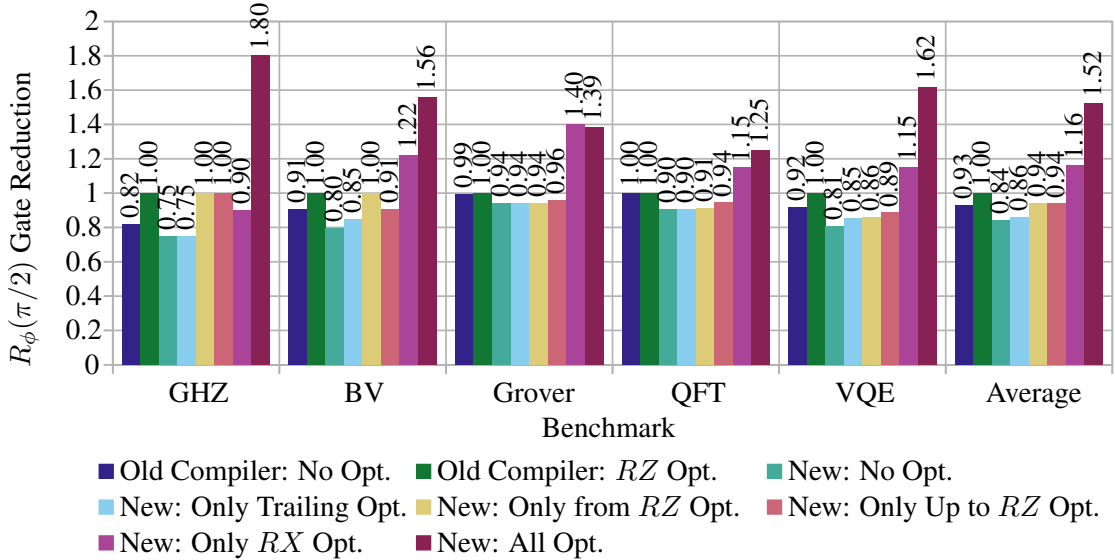 2
1.8
1.6
1.4
1.2
1
0.8
0.6
0.4
0.2
0
R_ϕ(π/2) Gate Reduction
0.82 1.00 0.75 0.75 1.00 1.00 0.90 1.80
0.91 1.00 0.80 0.85 1.00 0.91 1.22 1.56
0.99 1.00 0.94 0.94 0.94 0.96 1.40 1.39
1.00 1.00 0.90 0.90 0.91 0.94 1.15 1.25
0.92 1.00 0.81 0.85 0.86 0.89 1.15 1.62
0.93 1.00 0.84 0.86 0.94 0.94 1.16 1.52
GHZ BV Grover QFT VQE Average
Benchmark
Old Compiler: No Opt. Old Compiler: RZ Opt. New: No Opt.
New: Only Trailing Opt. New: Only from RZ Opt. New: Only Up to RZ Opt.
New: Only RX Opt. New: All Opt.